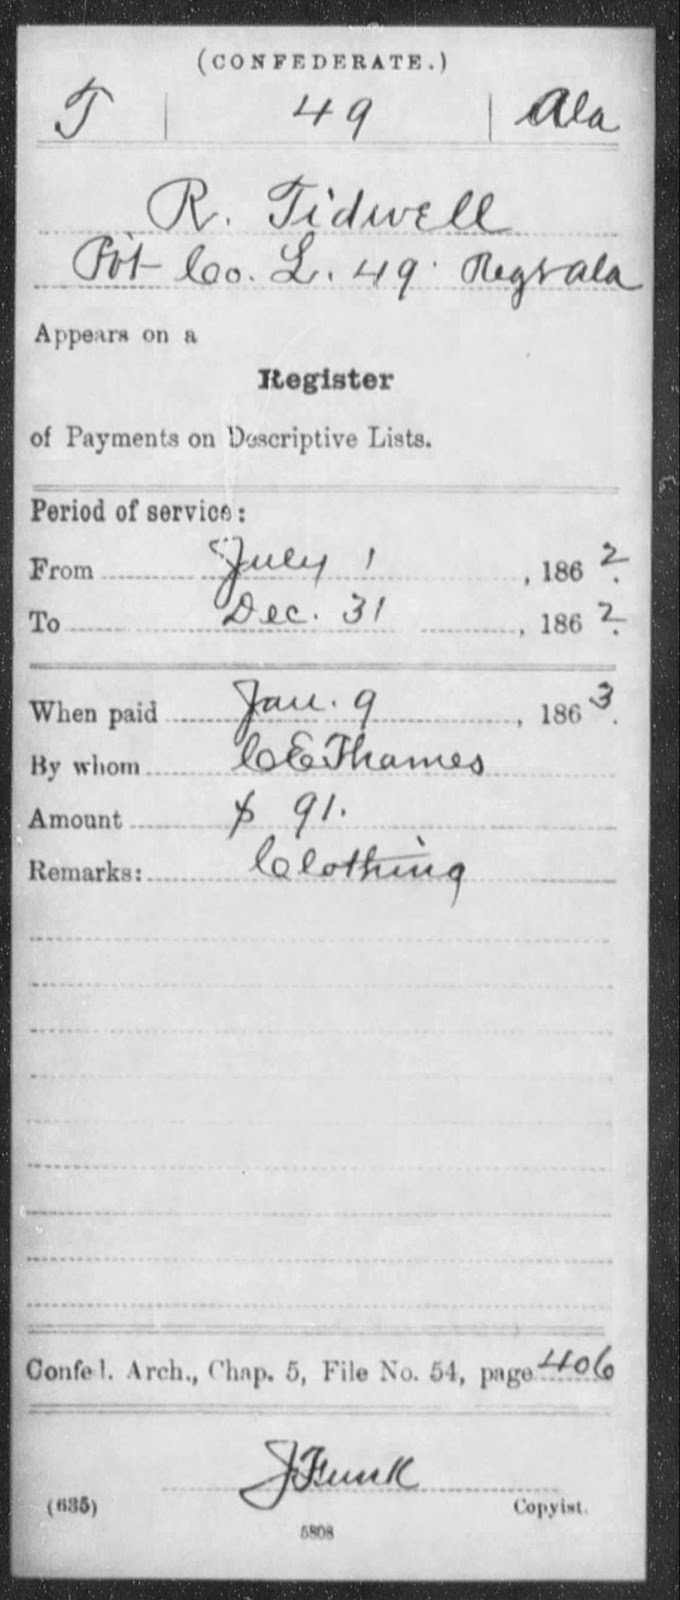 (CONFEDERATE.)
T | 49 | Ala
R. Tidwell
Pvt Co. L. 49. Regt Ala
Appears on a
Register
of Payments on Descriptive Lists.
Period of service:
From July 1, 1862.
To Dec. 31, 1862.
When paid Jan. 9, 1863.
By whom C E Thames
Amount $ 91.
Remarks: Clothing
Confed. Arch., Chap. 5, File No. 54, page 406
J Funk
(635) Copyist.
5808